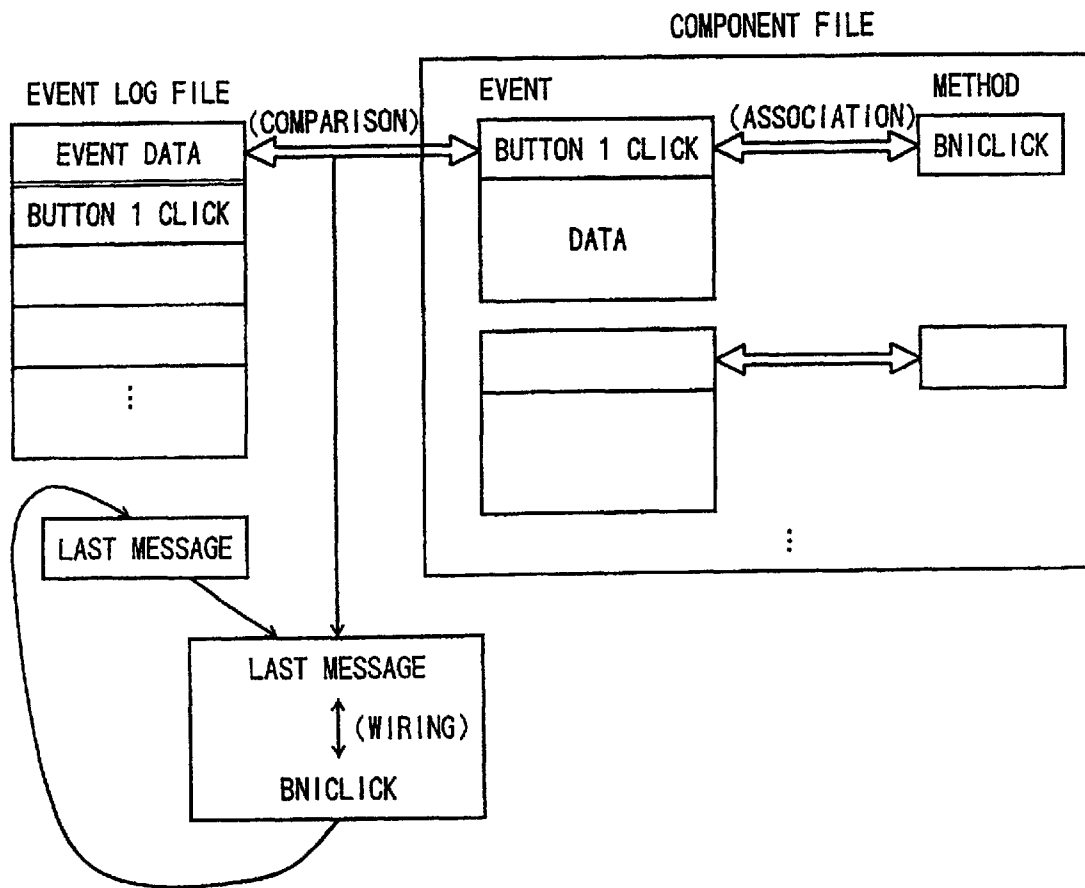 COMPONENT FILE
EVENT LOG FILE
EVENT
METHOD
(COMPARISON)
(ASSOCIATION)
EVENT DATA
BUTTON 1 CLICK
BNICLICK
BUTTON 1 CLICK
DATA
⋮
⋮
LAST MESSAGE
LAST MESSAGE
(WIRING)
BNICLICK